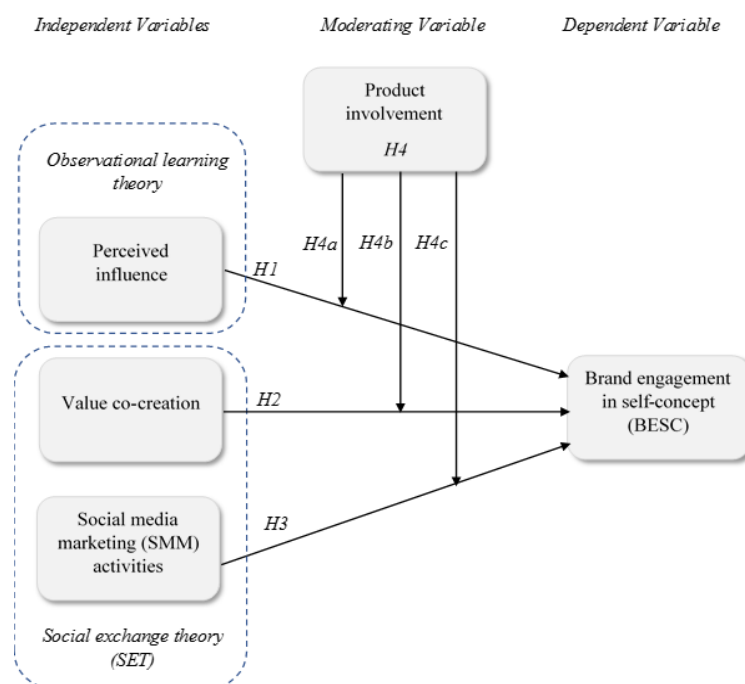 Independent Variables
Moderating Variable
Dependent Variable
Product
involvement
H4
Observational learning
theory
Perceived
influence
H1
H4a
H4b
H4c
Value co-creation
H2
Brand engagement
in self-concept
(BESC)
Social media
marketing (SMM)
activities
H3
Social exchange theory
(SET)